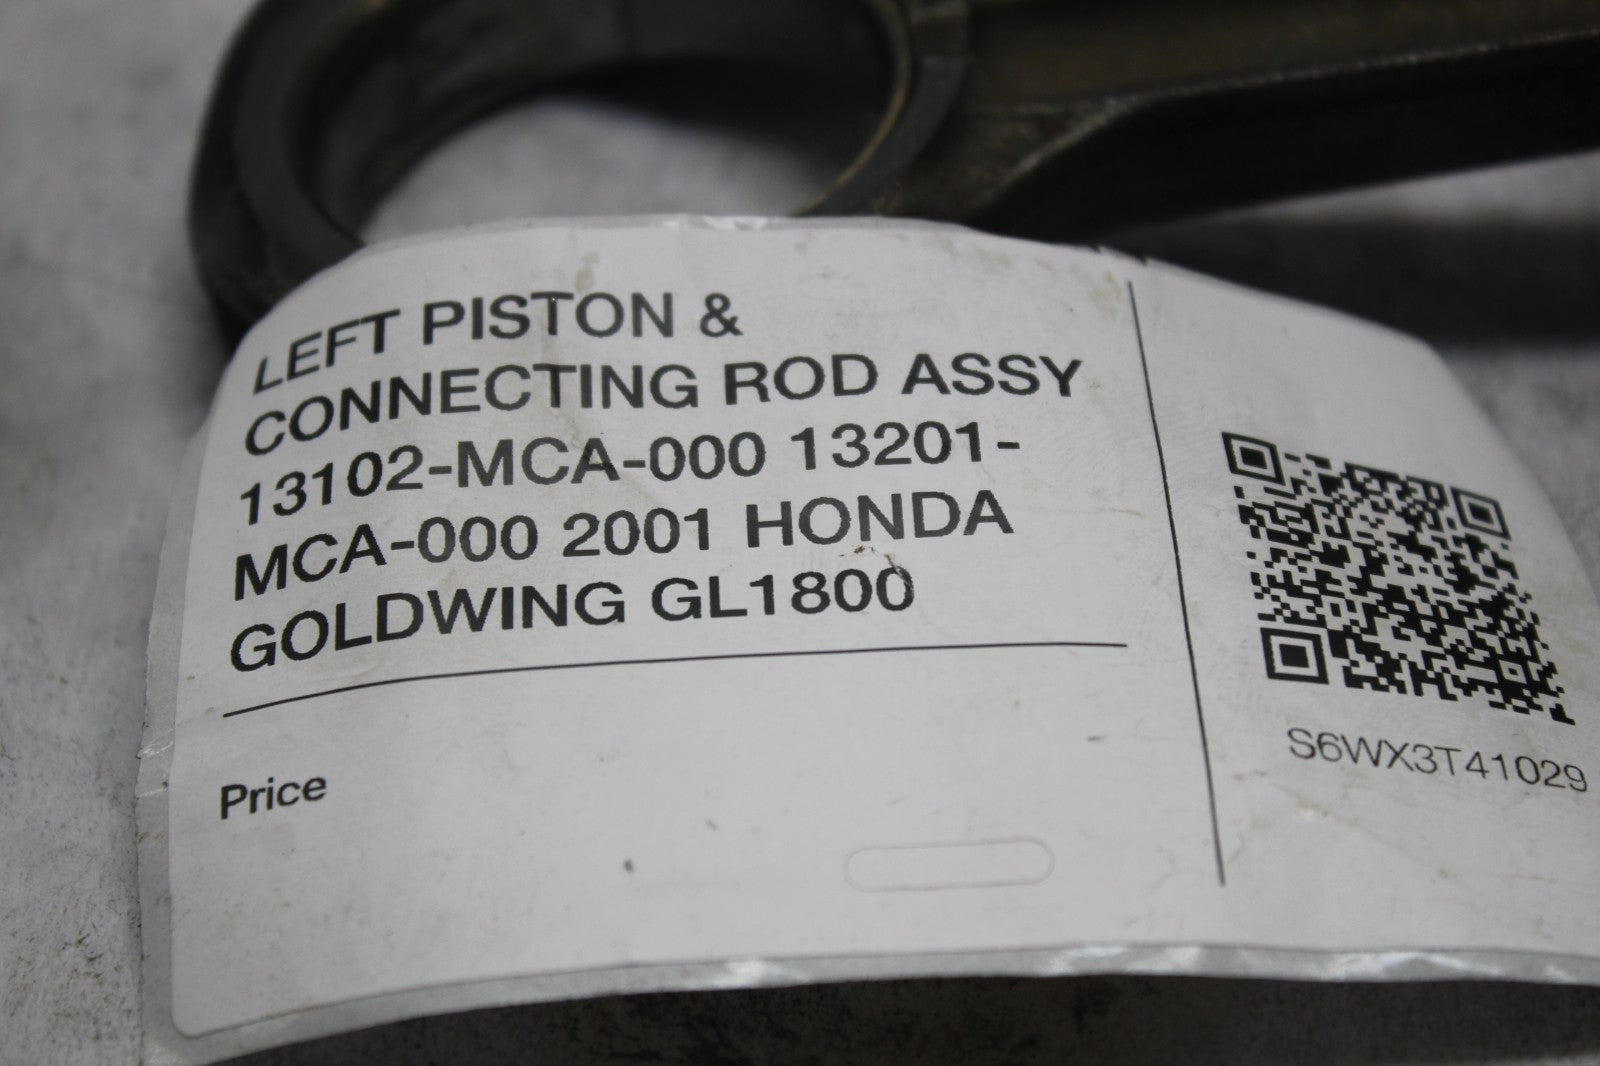 LEFT PISTON &
CONNECTING ROD ASSY
13102-MCA-000 13201-
MCA-000 2001 HONDA
GOLDWING GL1800
Price
S6WX3T41029